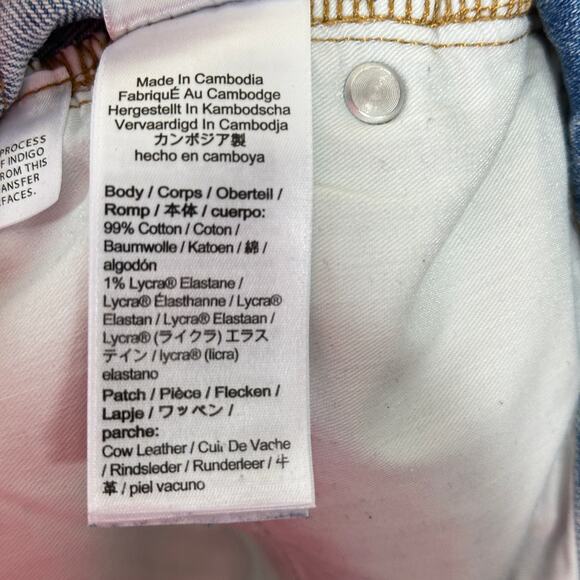 Made In Cambodia
FabriquÉ Au Cambodge
Hergestellt In Kambodscha
Vervaardigd In Cambodja
カンボジア製
hecho en camboya
Body / Corps / Oberteil /
Romp / 本体 / cuerpo:
99% Cotton / Coton /
Baumwolle / Katoen / 綿 /
algodón
1% Lycra® Elastane /
Lycra® Élasthanne / Lycra®
Elastan / Lycra® Elastaan /
Lycra® (ライクラ) エラス
テイン / lycra® (licra)
elastano
Patch / Pièce / Flecken /
Lapje / ワッペン /
parche:
Cow Leather / Cuir De Vache
/ Rindsleder / Runderleer / 牛
革 / piel vacuno
PROCESS
F INDIGO
ROM THIS
ANSFER
FACES.